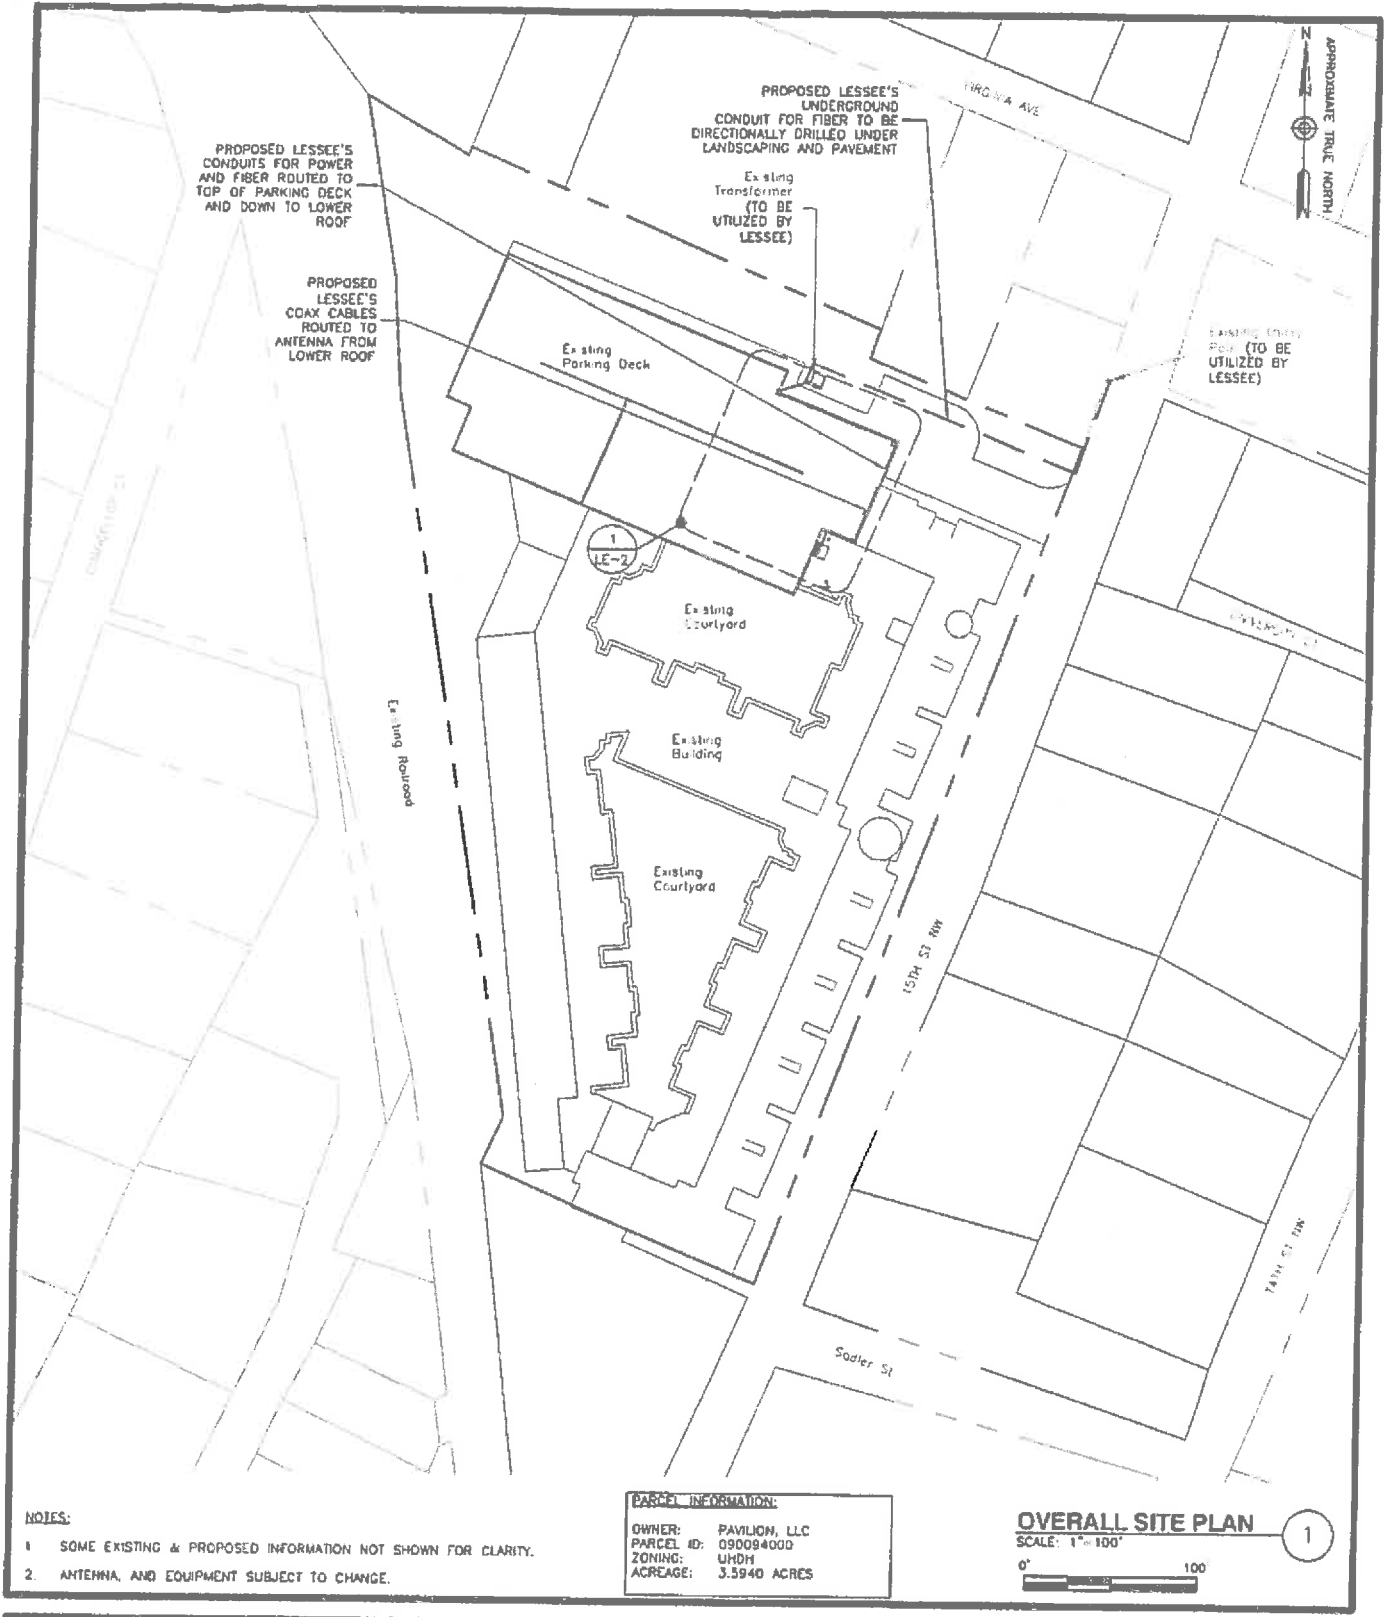 N
APPROXIMATE TRUE NORTH
VIRGINIA AVE
PROPOSED LESSEE'S
UNDERGROUND
CONDUIT FOR FIBER TO BE
DIRECTIONALLY DRILLED UNDER
LANDSCAPING AND PAVEMENT
PROPOSED LESSEE'S
CONDUITS FOR POWER
AND FIBER ROUTED TO
TOP OF PARKING DECK
AND DOWN TO LOWER
ROOF
Existing
Transformer
(TO BE
UTILIZED BY
LESSEE)
PROPOSED
LESSEE'S
COAX CABLES
ROUTED TO
ANTENNA FROM
LOWER ROOF
Existing
Parking Deck
Existing Utility
Pole (TO BE
UTILIZED BY
LESSEE)
1
LE-2
Existing
Courtyard
Existing
Building
Existing Railroad
Existing
Courtyard
15TH ST NW
14TH ST NW
Sadler St
NOTES:
1 SOME EXISTING & PROPOSED INFORMATION NOT SHOWN FOR CLARITY.
2. ANTENNA, AND EQUIPMENT SUBJECT TO CHANGE.
PARCEL INFORMATION:
OWNER: PAVILION, LLC
PARCEL ID: 090094000
ZONING: UHDH
ACREAGE: 3.5940 ACRES
OVERALL SITE PLAN
SCALE: 1"=100'
1
0' 100'